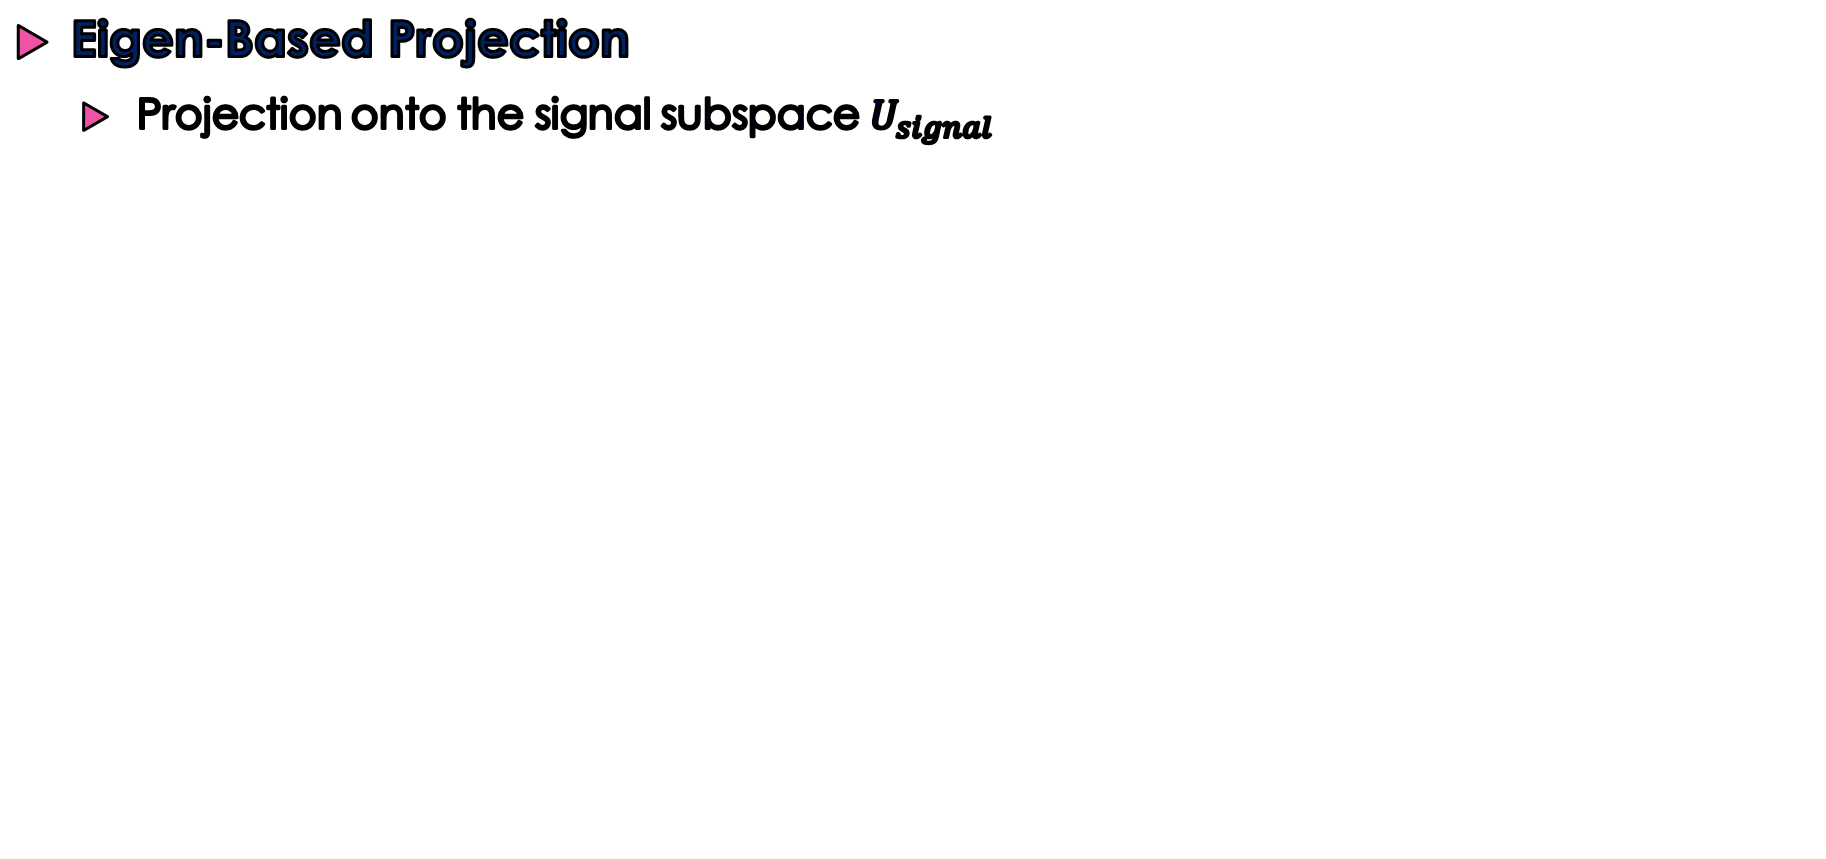 Eigen-Based Projection
Projection onto the signal subspace U_signal